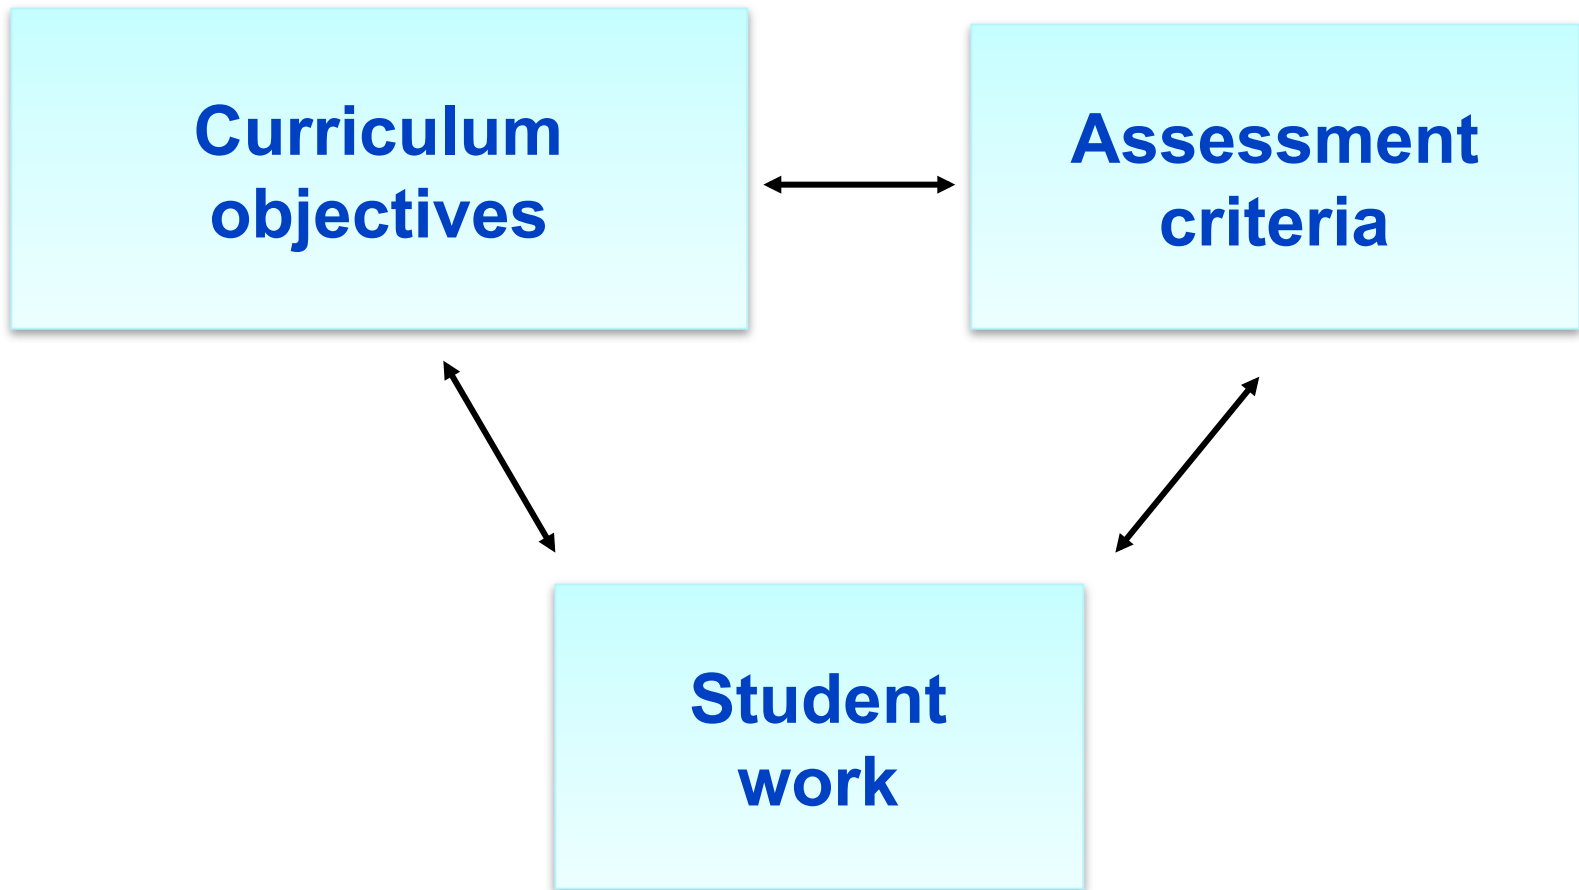 Curriculum
objectives
Assessment
criteria
Student
work